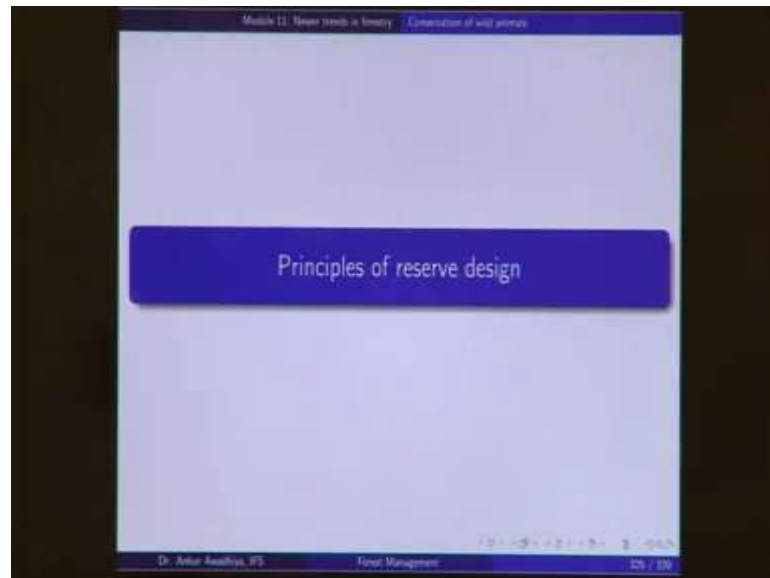 Module 11: Newer trends in forestry Conservation of wild animals
Principles of reserve design
Dr. Ankur Awadhiya, IFS Forest Management